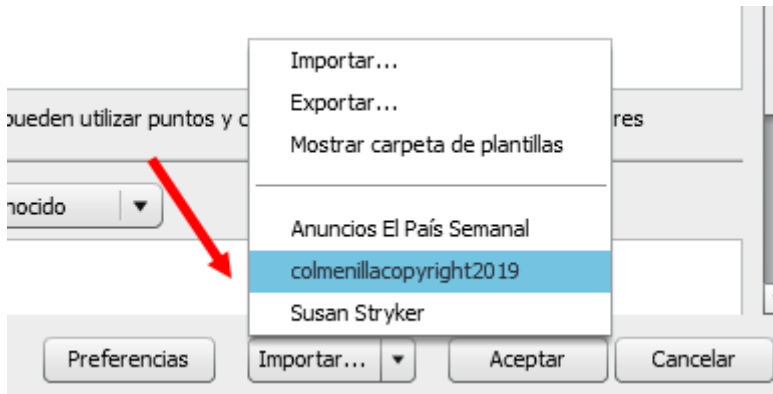 Importar...
Exportar...
pueden utilizar puntos y c
res
Mostrar carpeta de plantillas
nocido
Anuncios El País Semanal
colmenillacopyright2019
Susan Stryker
Preferencias
Importar...
Aceptar
Cancelar